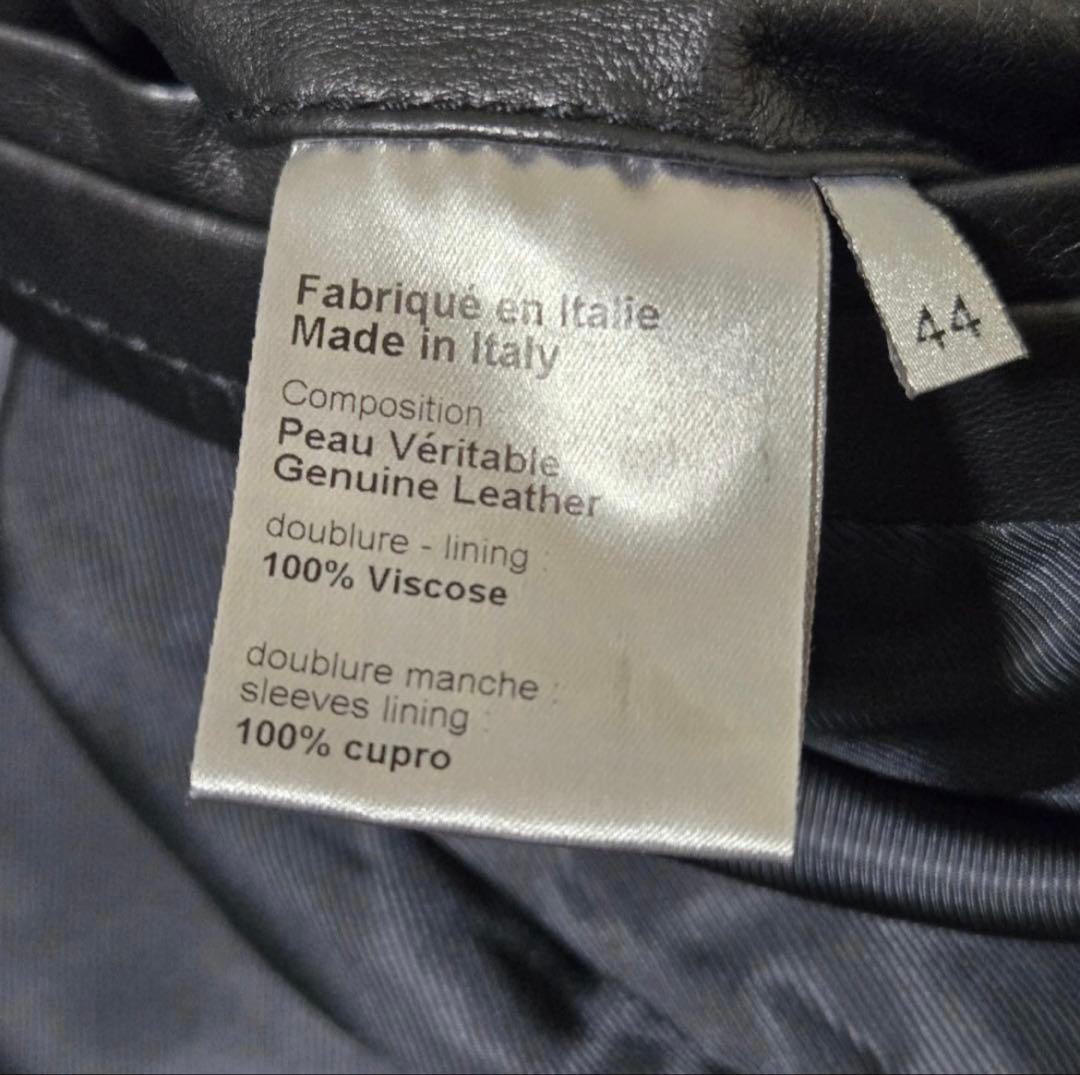 Fabriqué en Italie
Made in Italy
Composition
Peau Véritable
Genuine Leather
doublure - lining :
100% Viscose
doublure manche :
sleeves lining :
100% cupro
44